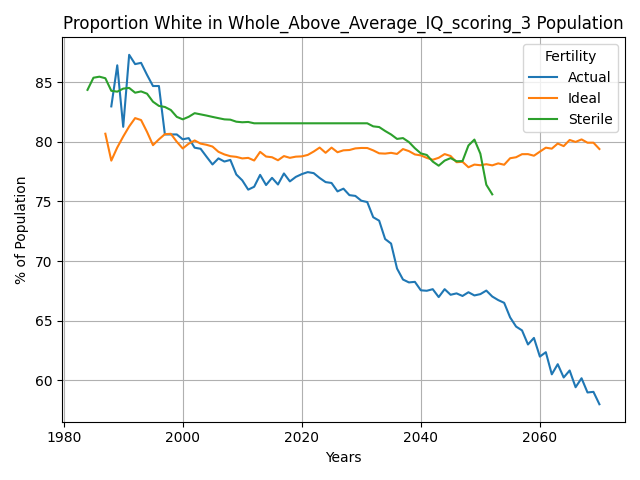 Proportion White in Whole_Above_Average_IQ_scoring_3 Population
Fertility
Actual
Ideal
Sterile
% of Population
85
80
75
70
65
60
1980
2000
2020
2040
2060
Years